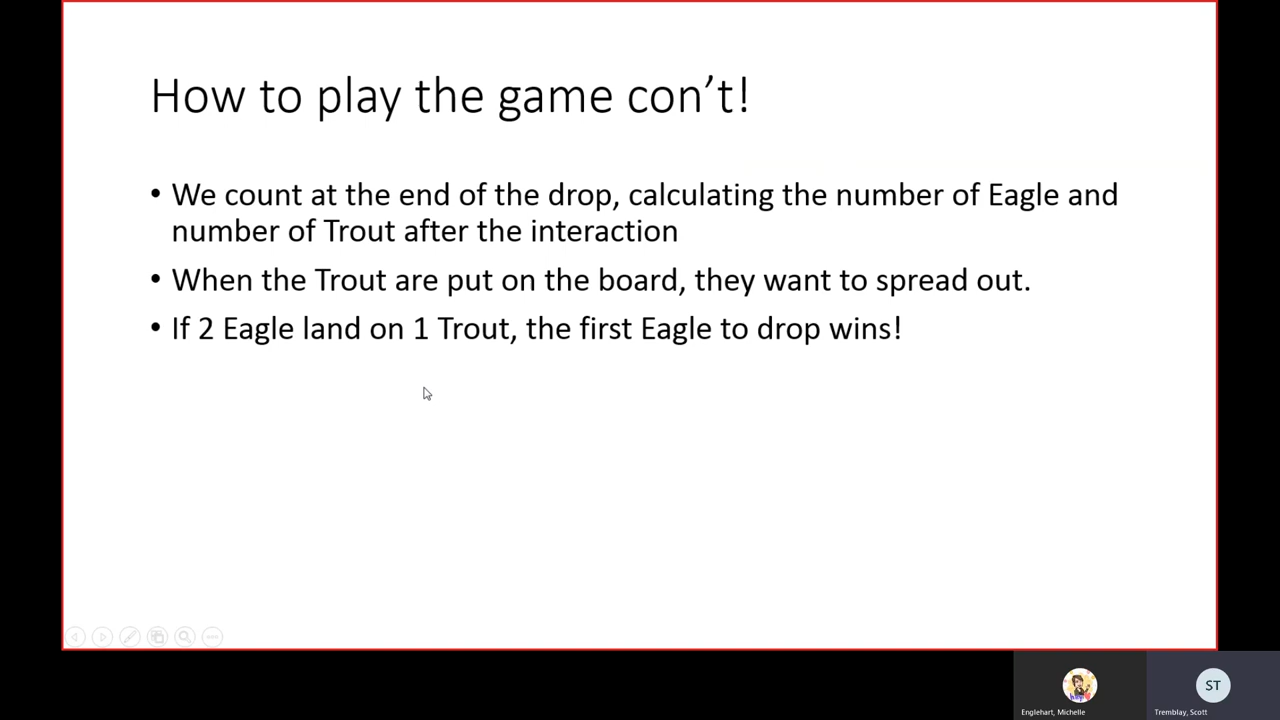 How to play the game con’t!
• We count at the end of the drop, calculating the number of Eagle and
number of Trout after the interaction
• When the Trout are put on the board, they want to spread out.
• If 2 Eagle land on 1 Trout, the first Eagle to drop wins!
ST
Englehart, Michelle
Tremblay, Scott